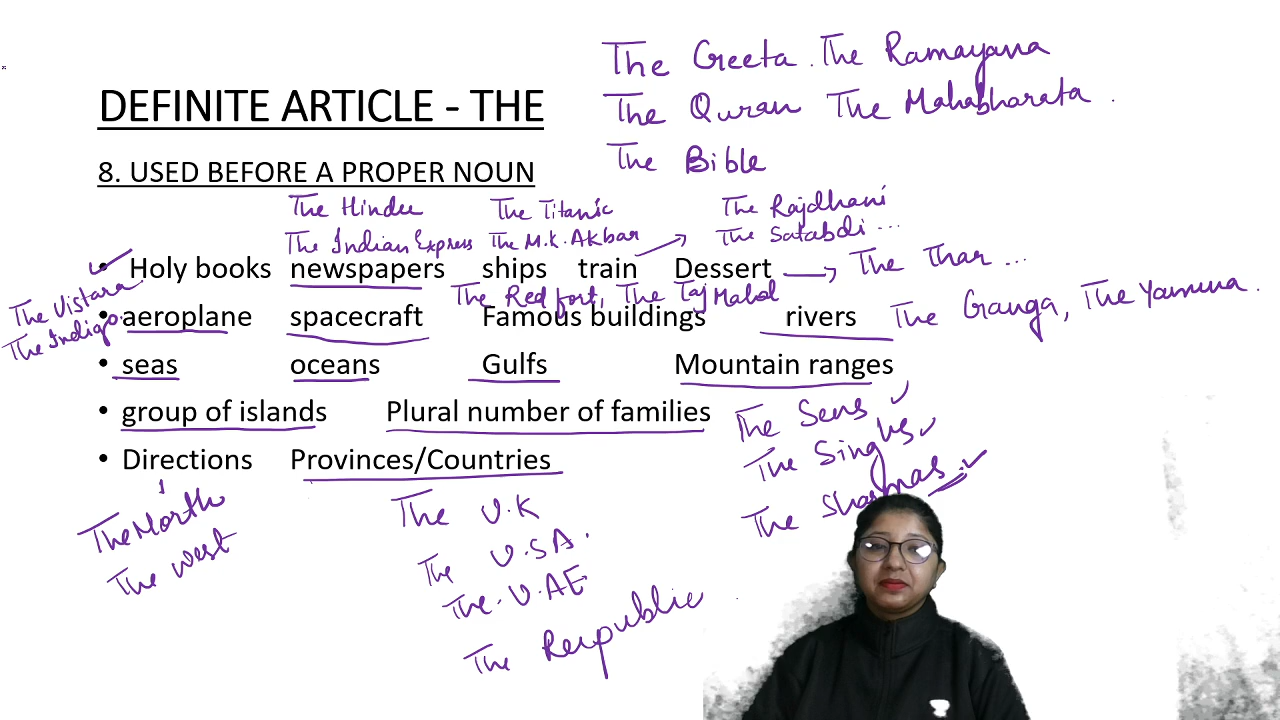 The Geeta . The Ramayana
The Quran The Mahabharata .
The Bible
DEFINITE ARTICLE - THE
8. USED BEFORE A PROPER NOUN
The Hindu The Titanic The Rajdhani
The Indian Express The M.K. Akbar The Satabdi ...
• Holy books newspapers ships train Dessert → The Thar ...
The Vistara The Red fort, The Taj Mahal
The Indigo.
• aeroplane spacecraft Famous buildings rivers The Ganga, The Yamuna .
• seas oceans Gulfs Mountain ranges
• group of islands Plural number of families The Sens
The Singhs
• Directions Provinces/Countries
The North The U.K The Sharmas
The West The U.SA.
The U.AE
The Republic